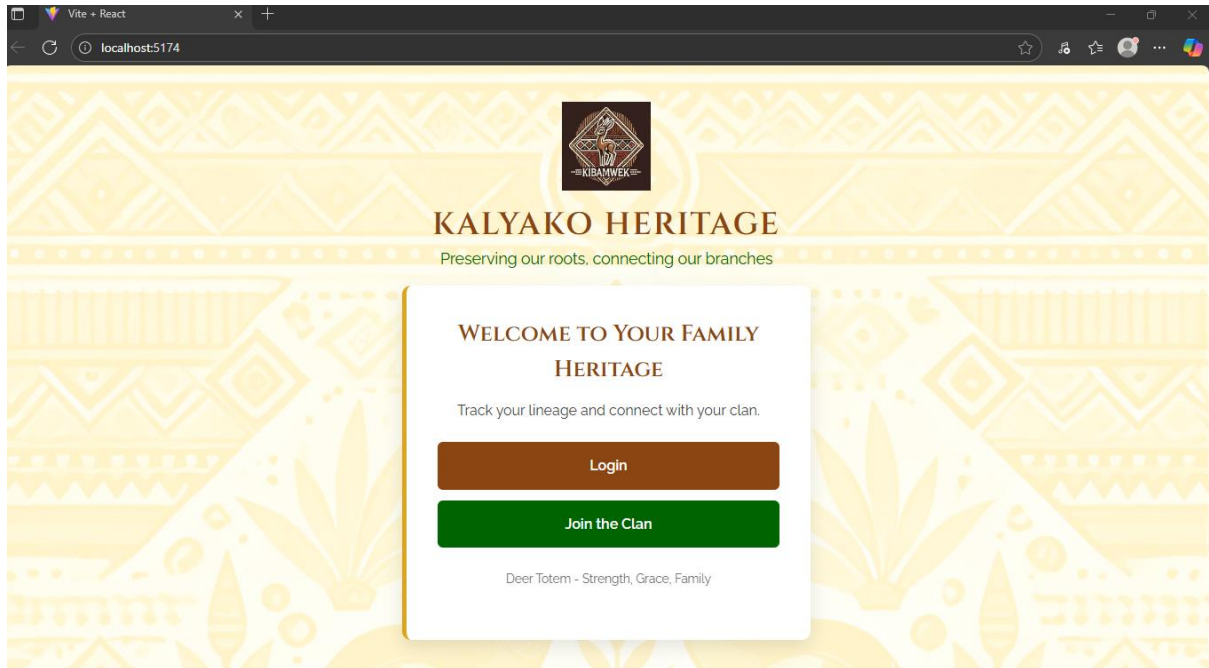 Vite + React
localhost:5174
KIBAMWEK
KALYAKO HERITAGE
Preserving our roots, connecting our branches
WELCOME TO YOUR FAMILY
HERITAGE
Track your lineage and connect with your clan.
Login
Join the Clan
Deer Totem - Strength, Grace, Family